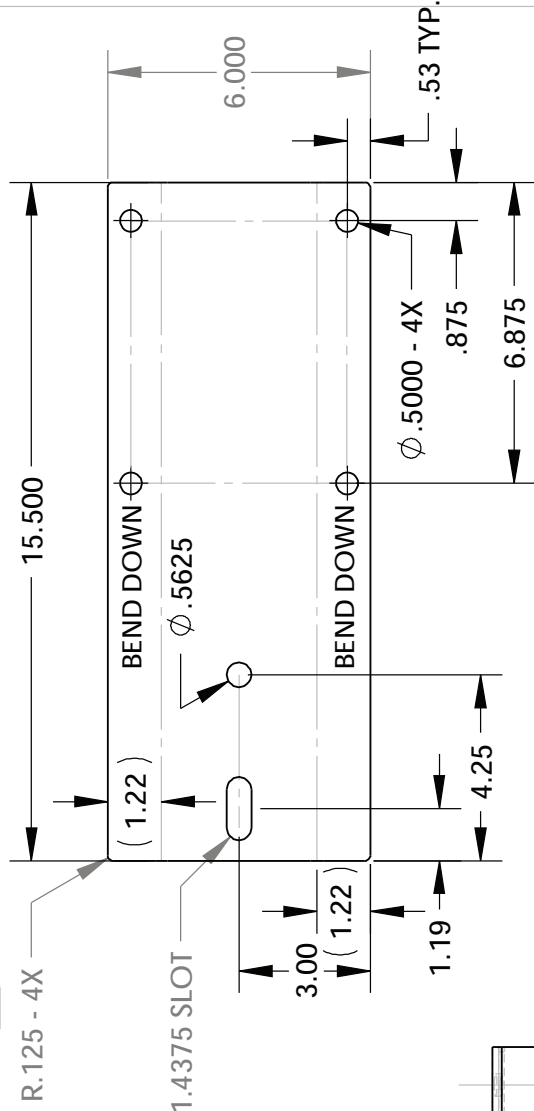 6.000
.53 TYP.
15.500
Ø.5000 - 4X
.875
6.875
BEND DOWN
Ø.5625
BEND DOWN
(1.22)
4.25
R.125 - 4X
1.4375 SLOT
3.00
(1.22)
1.19